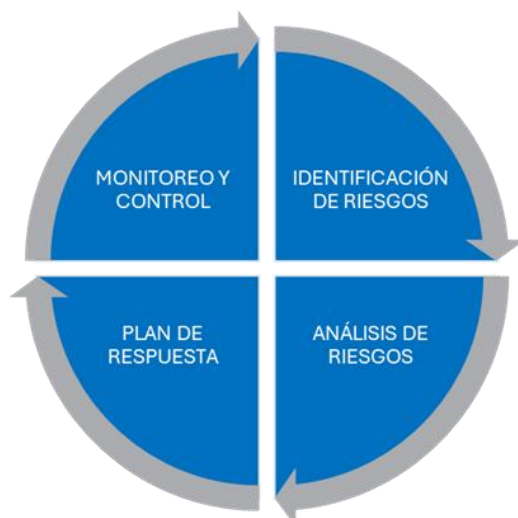 MONITOREO Y
CONTROL
IDENTIFICACIÓN
DE RIESGOS
PLAN DE
RESPUESTA
ANÁLISIS DE
RIESGOS